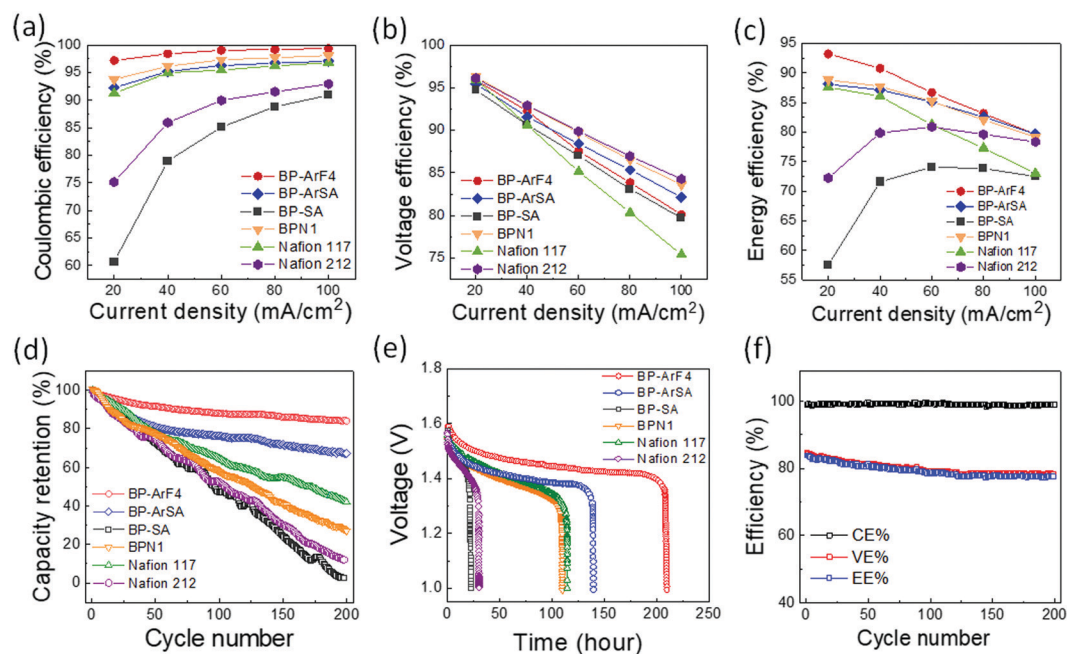 (a)
Coulombic efficiency (%)
100
95
90
85
80
75
70
65
60
BP-ArF4
BP-ArSA
BP-SA
BPN1
Nafion 117
Nafion 212
20 40 60 80 100
Current density (mA/cm²)
(b)
Voltage efficiency (%)
100
95
90
85
80
75
BP-ArF4
BP-ArSA
BP-SA
BPN1
Nafion 117
Nafion 212
20 40 60 80 100
Current density (mA/cm²)
(c)
Energy efficiency (%)
95
90
85
80
75
70
65
60
55
BP-ArF4
BP-ArSA
BP-SA
BPN1
Nafion 117
Nafion 212
20 40 60 80 100
Current density (mA/cm²)
(d)
Capacity retention (%)
100
80
60
40
20
0
BP-ArF4
BP-ArSA
BP-SA
BPN1
Nafion 117
Nafion 212
0 50 100 150 200
Cycle number
(e)
Voltage (V)
1.8
1.6
1.4
1.2
1.0
BP-ArF4
BP-ArSA
BP-SA
BPN1
Nafion 117
Nafion 212
0 50 100 150 200 250
Time (hour)
(f)
Efficiency (%)
100
80
60
40
CE%
VE%
EE%
0 50 100 150 200
Cycle number